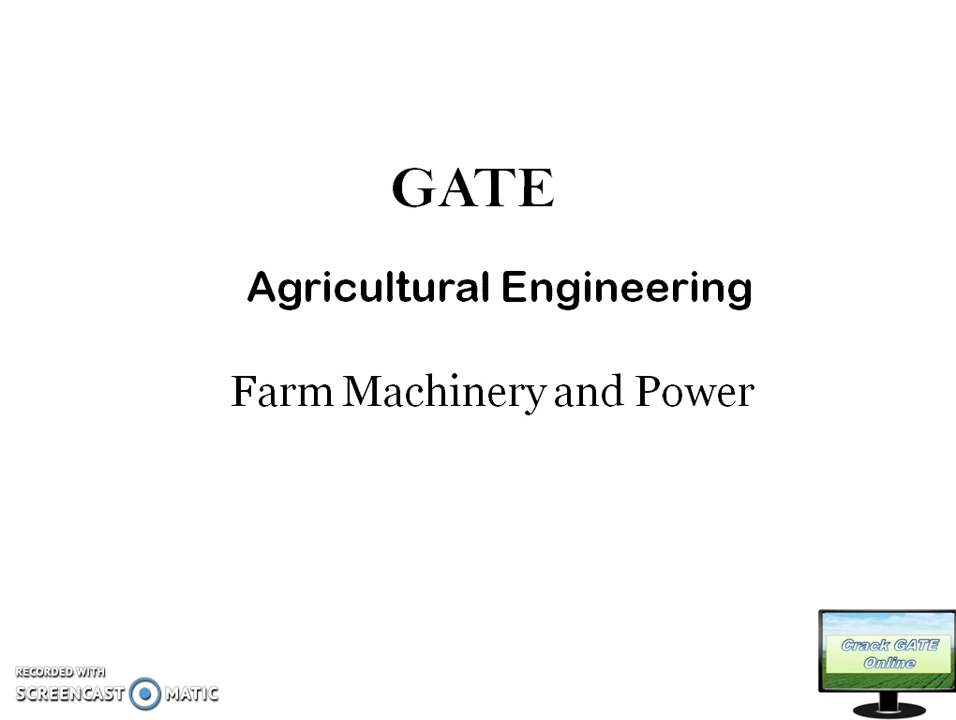 GATE
Agricultural Engineering
Farm Machinery and Power
Crack GATE
Online
RECORDED WITH
SCREENCAST MATIC